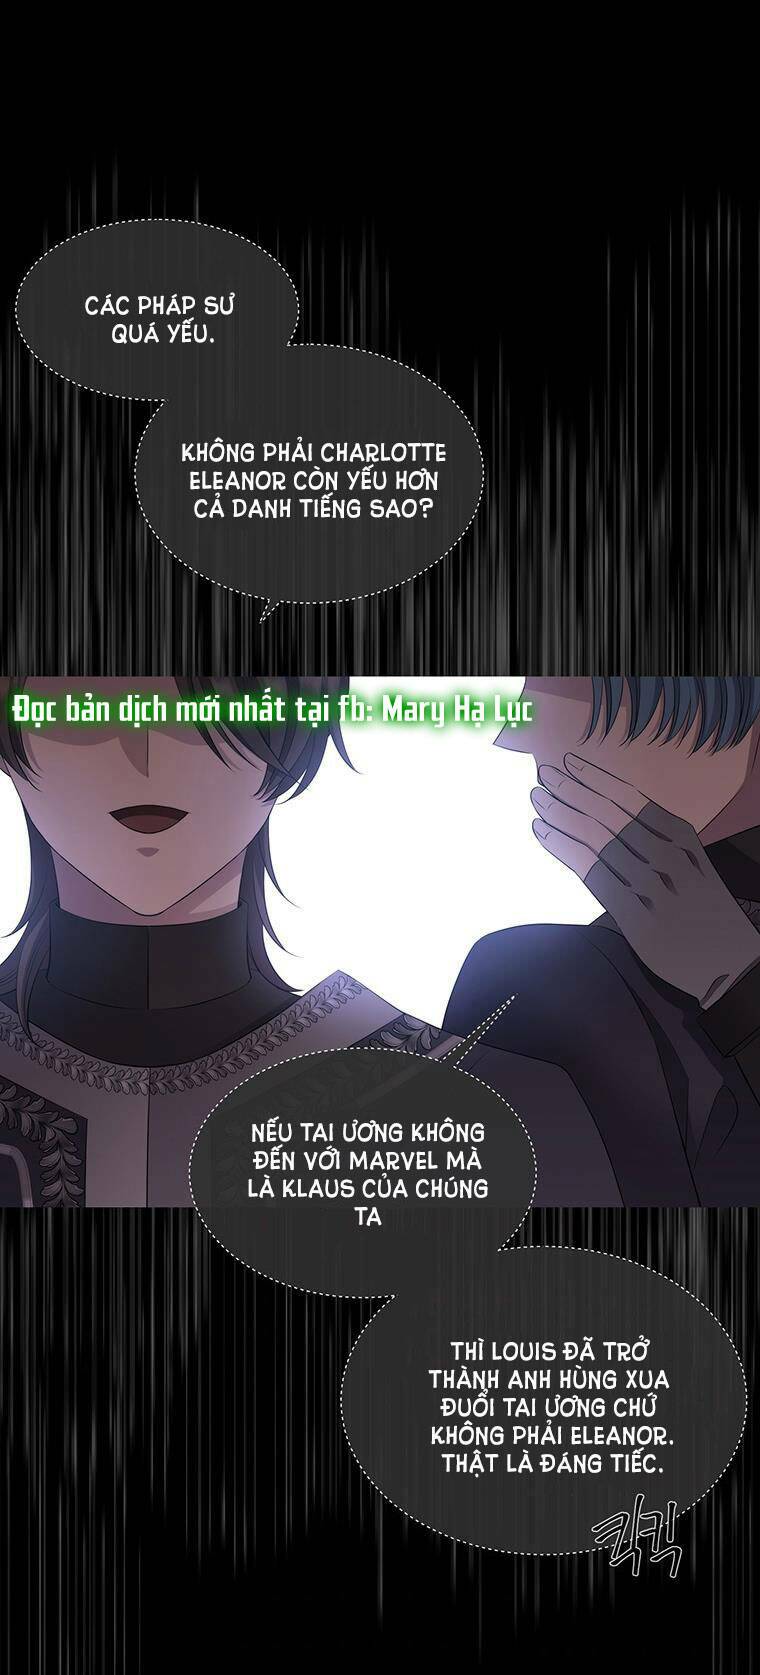 CÁC PHÁP SƯ
QUÁ YẾU.
KHÔNG PHẢI CHARLOTTE
ELEANOR CÒN YẾU HƠN
CẢ DANH TIẾNG SAO?
Đọc bản dịch mới nhất tại fb: Mary Hạ Lục
NẾU TAI ƯƠNG KHÔNG
ĐẾN VỚI MARVEL MÀ
LÀ KLAUS CỦA CHÚNG
TA
THÌ LOUIS ĐÃ TRỞ
THÀNH ANH HÙNG XUA
ĐUỔI TAI ƯƠNG CHỨ
KHÔNG PHẢI ELEANOR.
THẬT LÀ ĐÁNG TIẾC.
킥킥